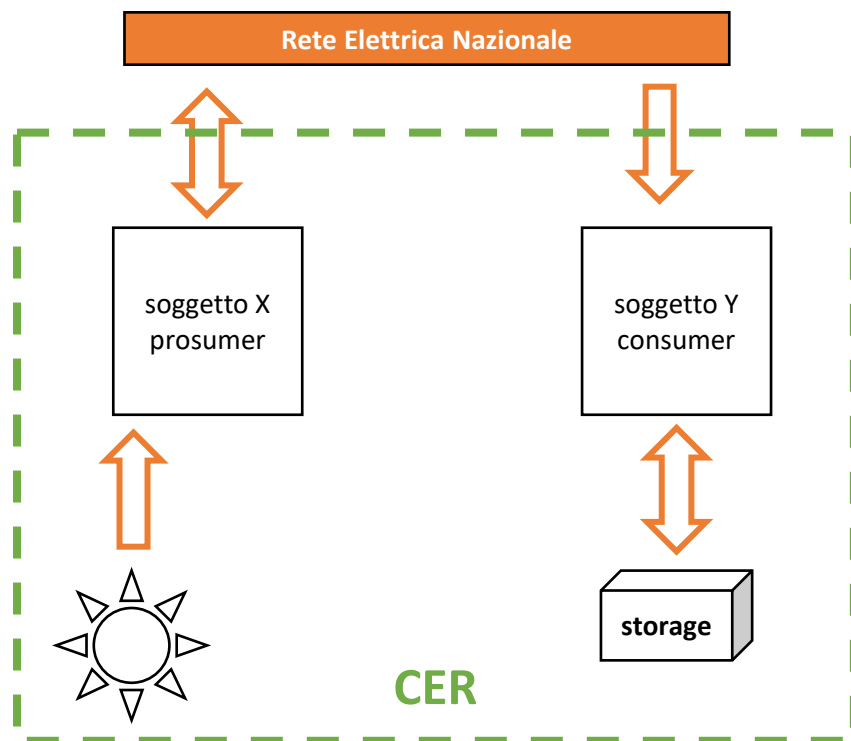 Rete Elettrica Nazionale
soggetto X
prosumer
soggetto Y
consumer
storage
CER